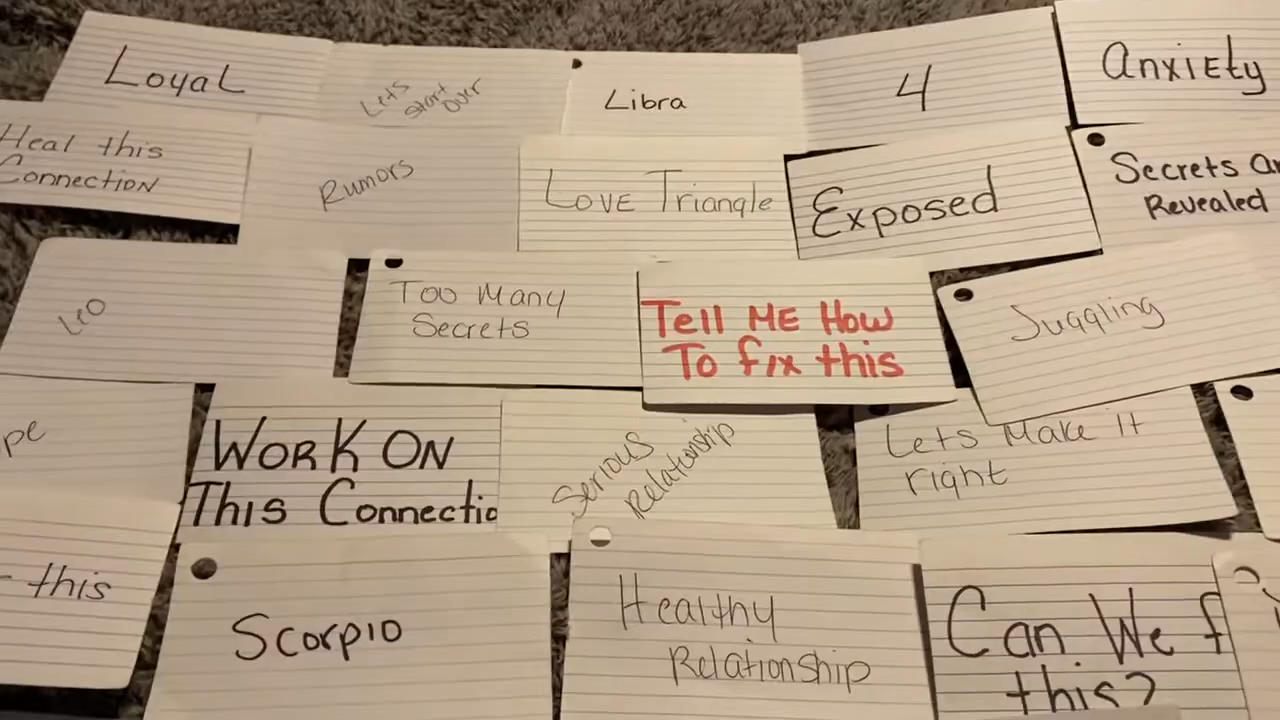 Loyal
Lets
Start
Over
Libra
4
Anxiety
Heal this
Connection
Rumors
Love Triangle
Exposed
Secrets
Revealed
Leo
Too Many
Secrets
Tell Me How
To fix this
Juggling
Work On
This
Serious
Relationship
Lets Make it
right
this
Scorpio
Healthy
Relationship
Can We
this?